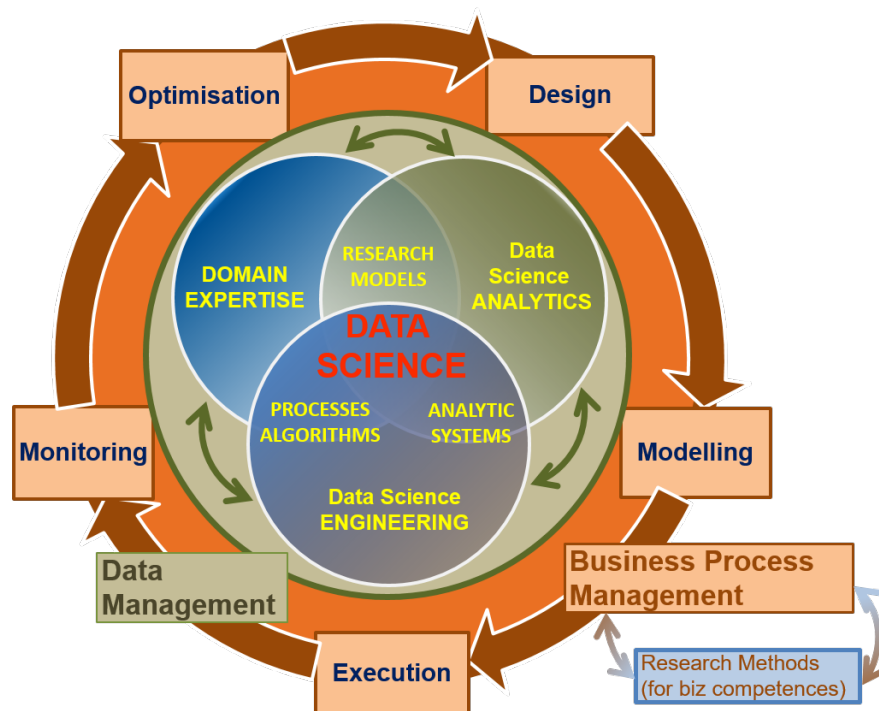 Optimisation
Design
RESEARCH
MODELS
DOMAIN
EXPERTISE
Data
Science
ANALYTICS
DATA
SCIENCE
PROCESSES
ALGORITHMS
ANALYTIC
SYSTEMS
Monitoring
Modelling
Data Science
ENGINEERING
Data
Management
Business Process
Management
Execution
Research Methods
(for biz competences)